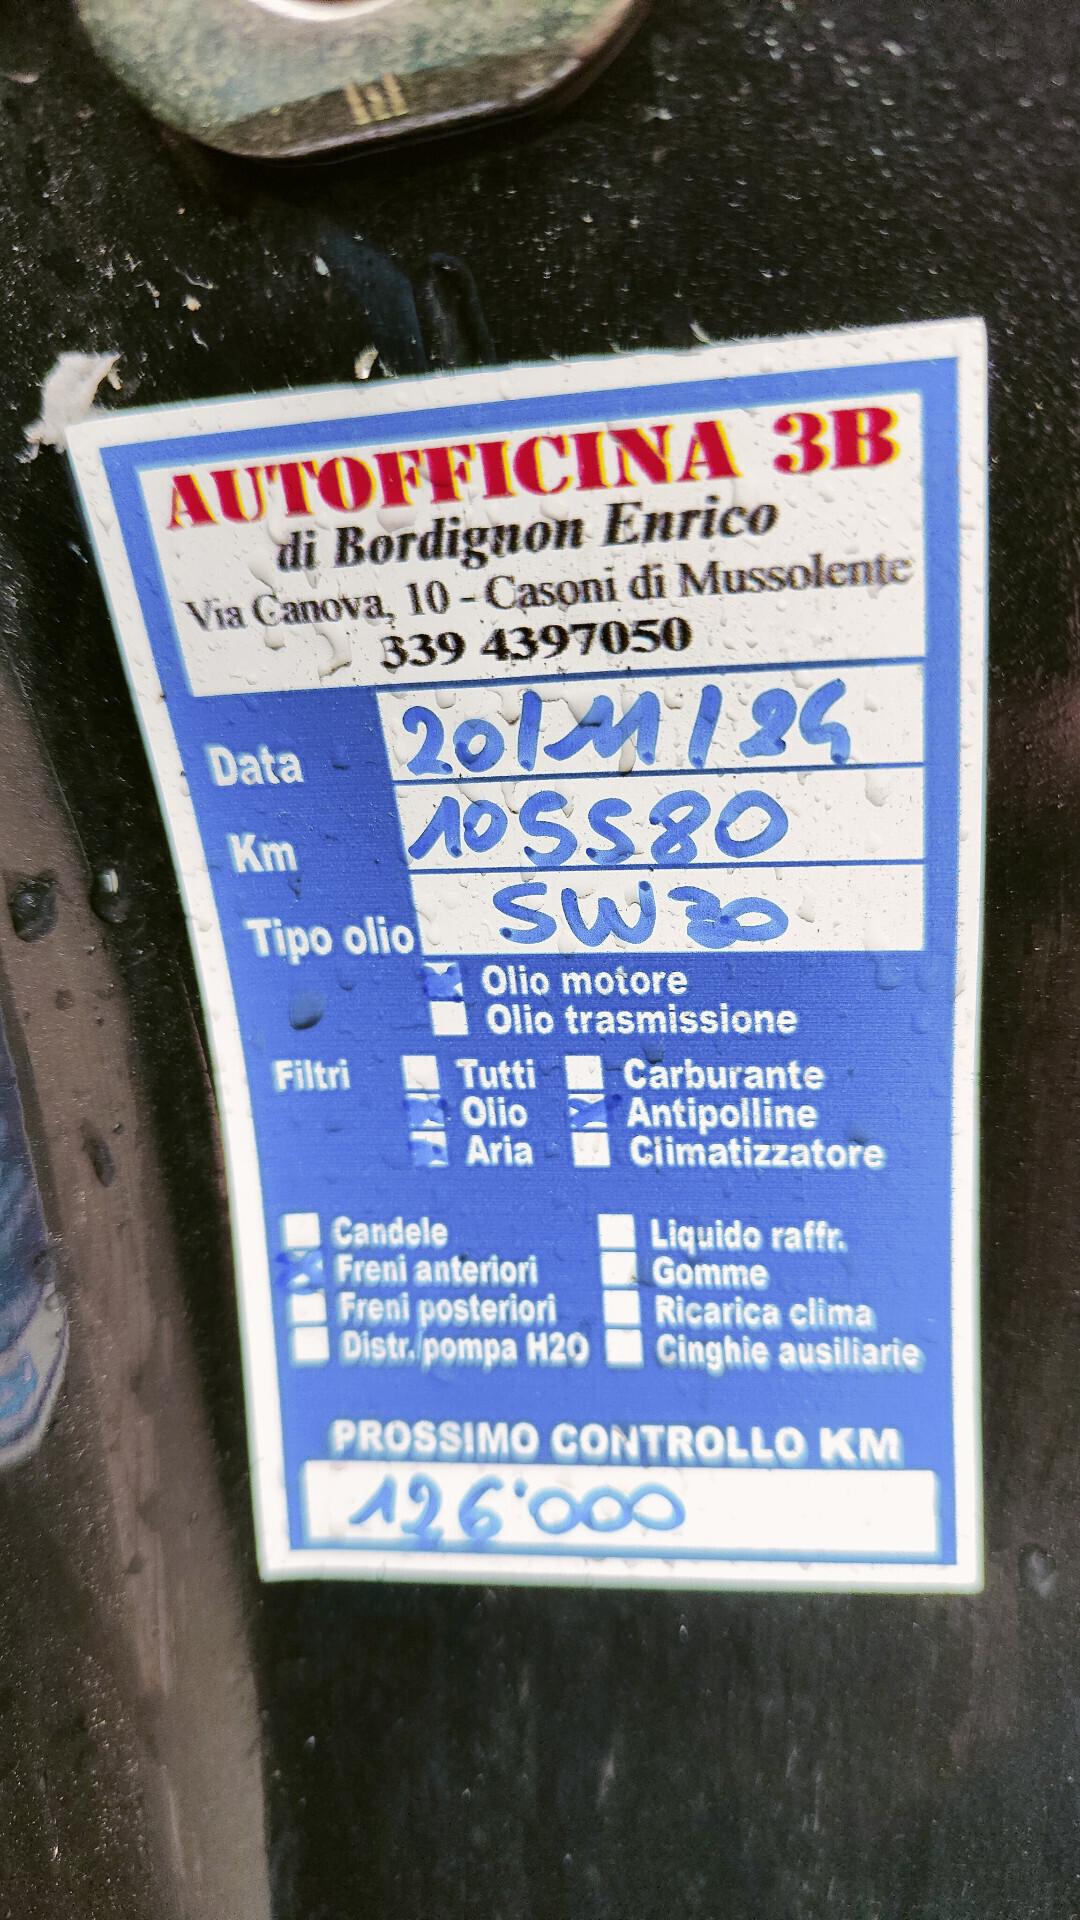 AUTOFFICINA 3B
di Bordignon Enrico
Via Canova, 10 - Casoni di Mussolente
339 4397050
Data 20/11/24
Km 105580
Tipo olio 5W30
Olio motore
Olio trasmissione
Filtri Tutti Carburante
Olio Antipolline
Aria Climatizzatore
Candele Liquido raffr.
Freni anteriori Gomme
Freni posteriori Ricarica clima
Distr./pompa H2O Cinghie ausiliarie
PROSSIMO CONTROLLO KM
126'000